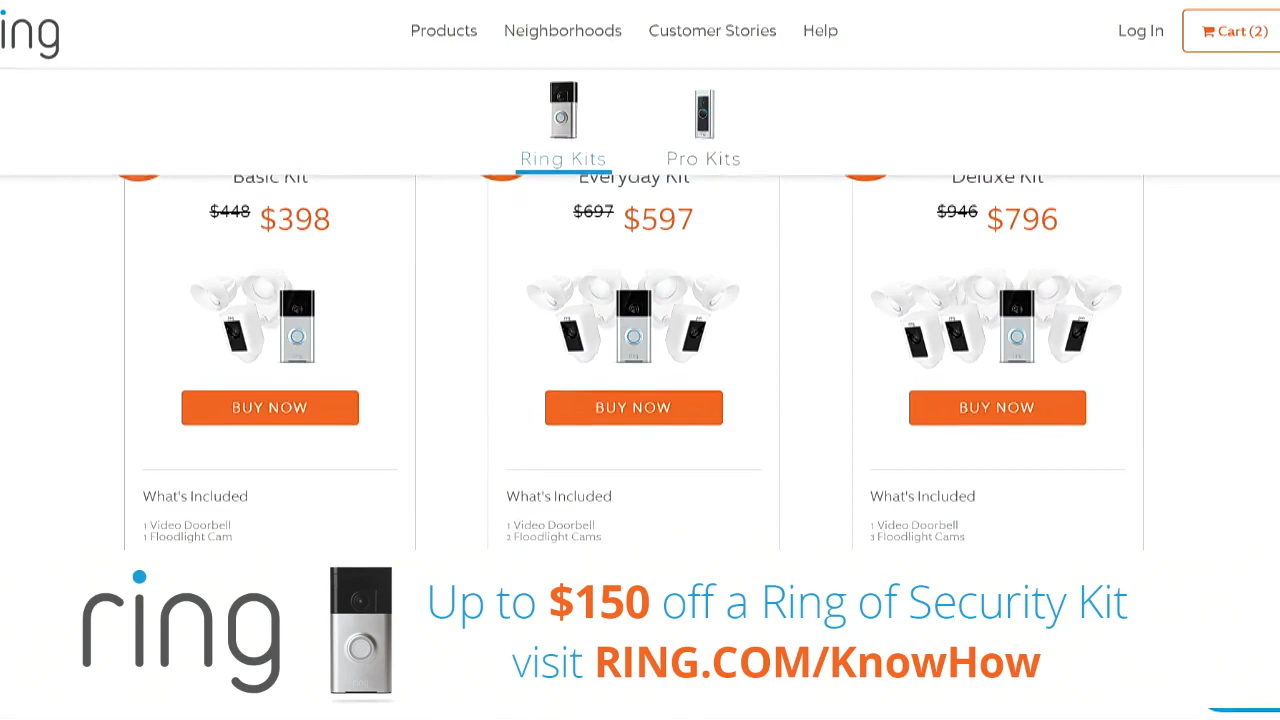 ing
Products Neighborhoods Customer Stories Help Log In Cart (2)
Ring Kits Pro Kits
Basic Kit Everyday Kit Deluxe Kit
$448 $398 $697 $597 $946 $796
BUY NOW BUY NOW BUY NOW
What's Included What's Included What's Included
1 Video Doorbell 1 Video Doorbell 1 Video Doorbell
1 Floodlight Cam 2 Floodlight Cams 3 Floodlight Cams
ring
Up to $150 off a Ring of Security Kit
visit RING.COM/KnowHow